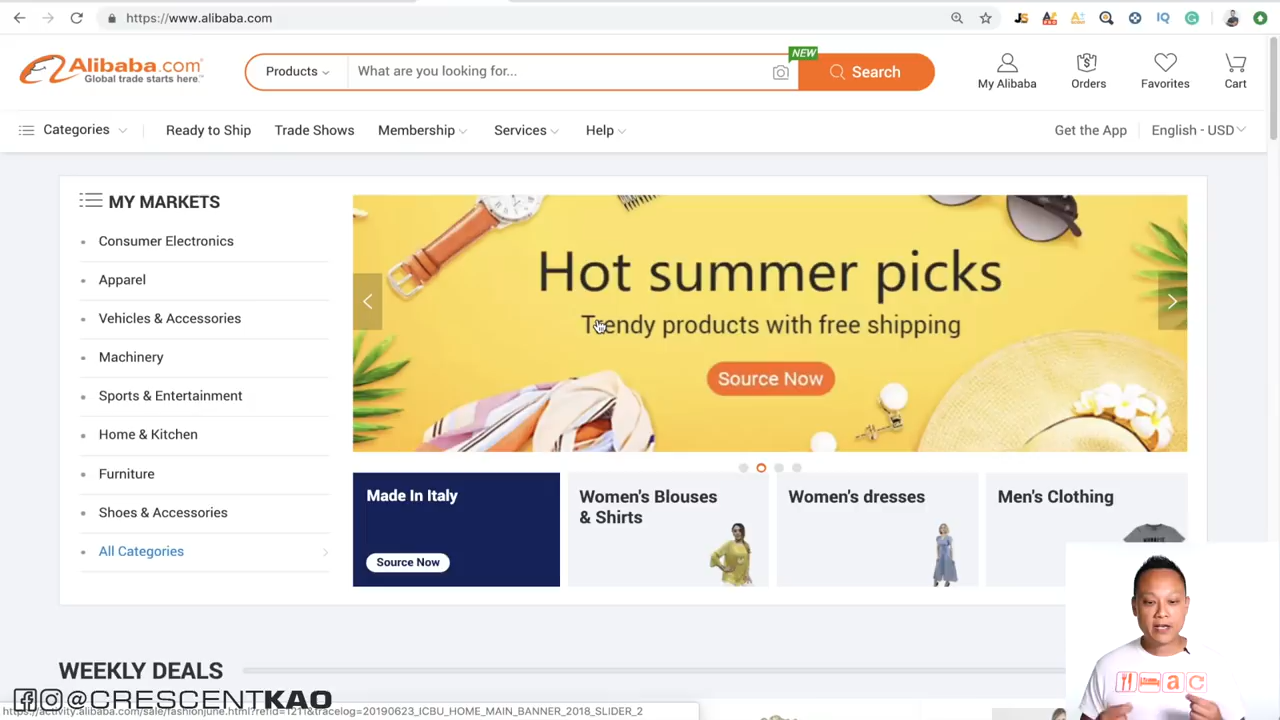 https://www.alibaba.com
Alibaba.com
Global trade starts here.™
Products
What are you looking for...
NEW
Search
My Alibaba
Orders
Favorites
Cart
Categories
Ready to Ship
Trade Shows
Membership
Services
Help
Get the App
English - USD
MY MARKETS
Consumer Electronics
Apparel
Vehicles & Accessories
Machinery
Sports & Entertainment
Home & Kitchen
Furniture
Shoes & Accessories
All Categories
Hot summer picks
Trendy products with free shipping
Source Now
Made In Italy
Source Now
Women's Blouses
& Shirts
Women's dresses
Men's Clothing
WEEKLY DEALS
@CRESCENTKAO
https://activity.alibaba.com/sale/fashionjune.html?refId=1211&tracelog=20190623_ICBU_HOME_MAIN_BANNER_2018_SLIDER_2